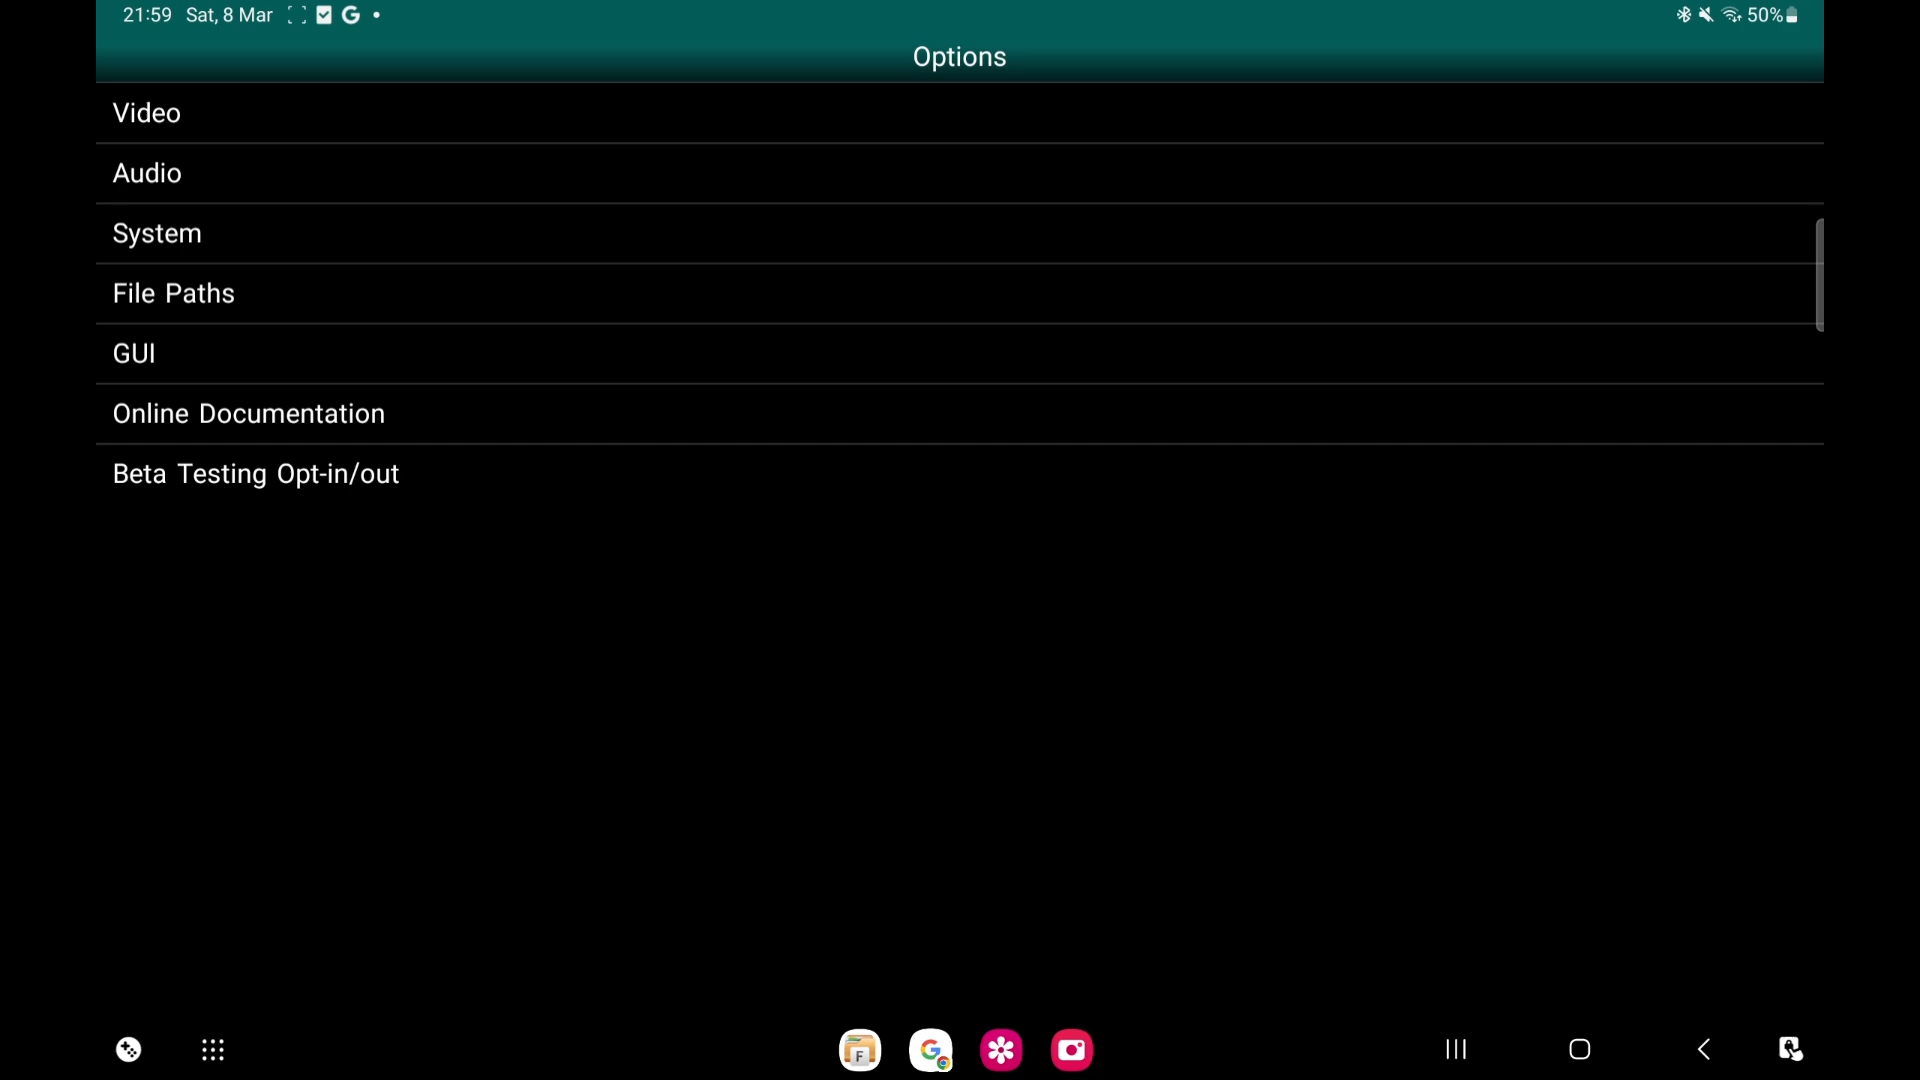 21:59 Sat, 8 Mar
50%
Options
Video
Audio
System
File Paths
GUI
Online Documentation
Beta Testing Opt-in/out